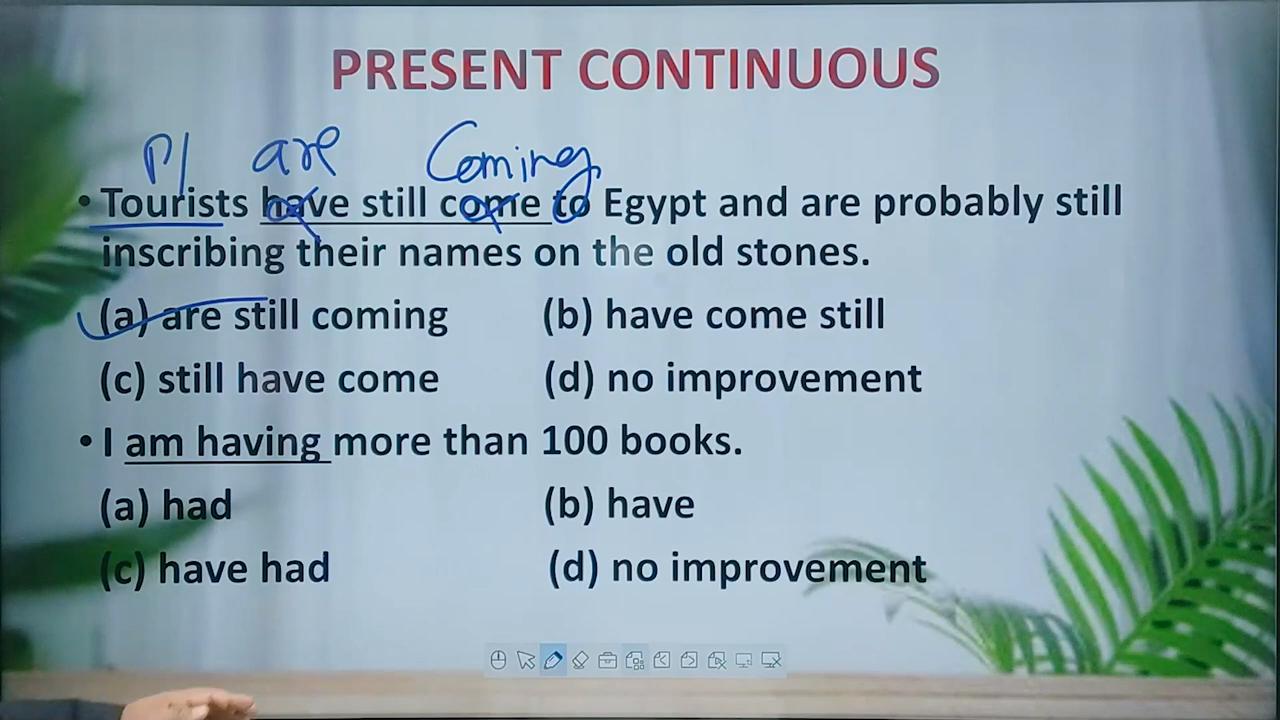 PRESENT CONTINUOUS
Pl are Coming
• Tourists have still come to Egypt and are probably still
inscribing their names on the old stones.
(a) are still coming (b) have come still
(c) still have come (d) no improvement
• I am having more than 100 books.
(a) had (b) have
(c) have had (d) no improvement